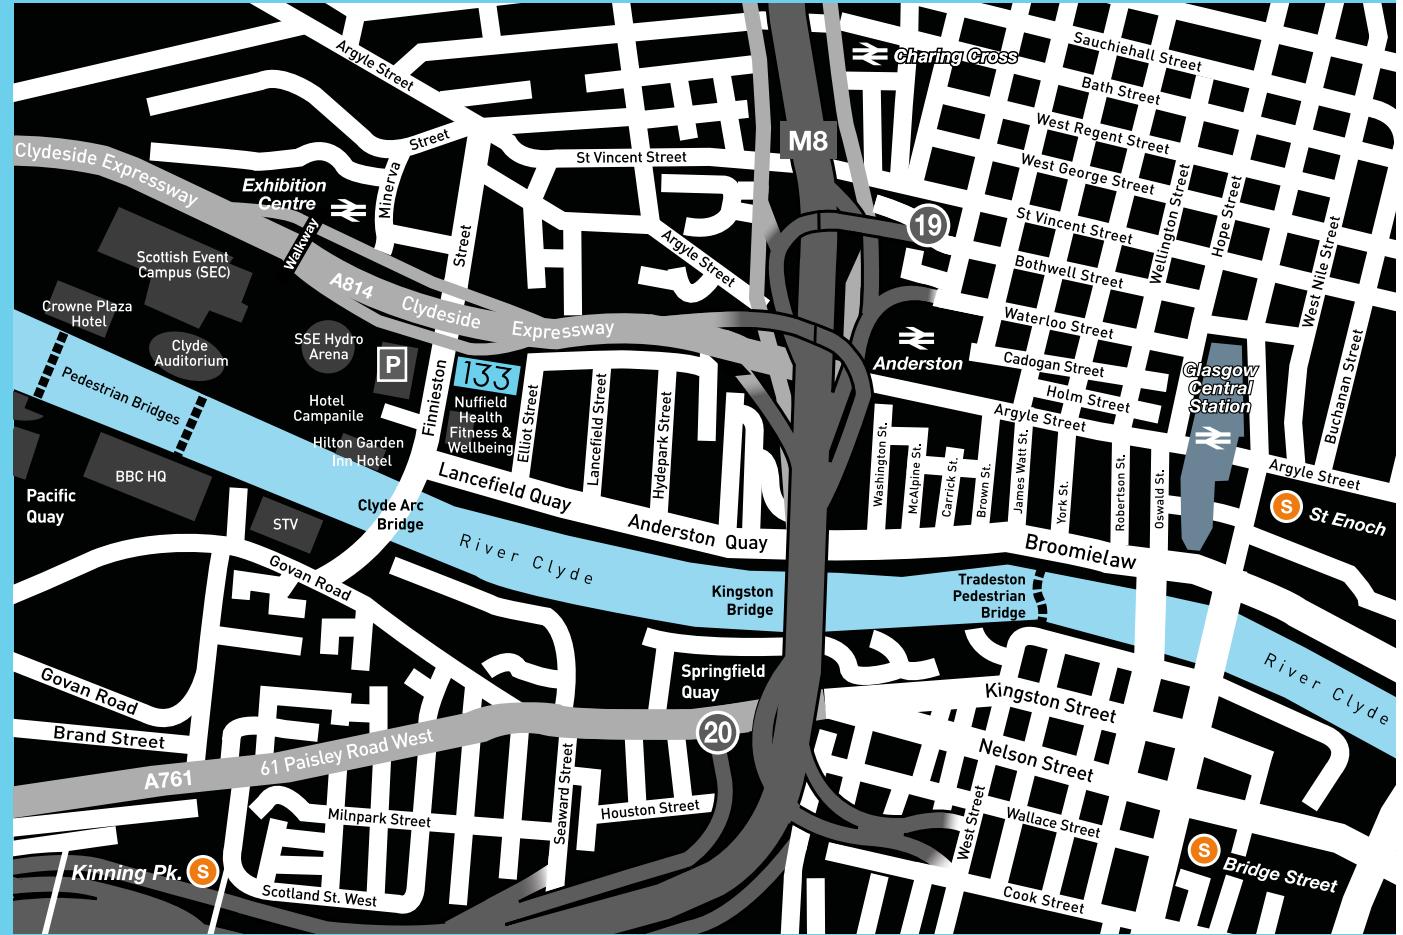 Sauchiehall Street
Charing Cross
Argyle Street
Bath Street
West Regent Street
M8
Street
St Vincent Street
Clydeside Expressway
West George Street
Exhibition
Centre
Minerva
Wellington Street
Hope Street
St Vincent Street
19
Walkway
Street
Argyle Street
West Nile Street
Scottish Event
Campus (SEC)
Bothwell Street
A814
Clydeside
Expressway
Crowne Plaza
Hotel
Waterloo Street
SSE Hydro
Arena
Clyde
Auditorium
P
133
Anderston
Cadogan Street
Glasgow
Central
Station
Buchanan Street
Pedestrian Bridges
Hotel
Campanile
Finnieston
Nuffield
Health
Fitness &
Wellbeing
Elliot Street
Lancefield Street
Hydepark Street
Holm Street
Argyle Street
Hilton Garden
Inn Hotel
Washington St.
McAlpine St.
Carrick St.
Brown St.
James Watt St.
York St.
Robertson St.
Oswald St.
Argyle Street
BBC HQ
Lancefield Quay
Pacific
Quay
Clyde Arc
Bridge
S
St Enoch
STV
Anderston Quay
Broomielaw
River Clyde
Govan Road
Kingston
Bridge
Tradeston
Pedestrian
Bridge
Springfield
Quay
River Clyde
Govan Road
Kingston Street
Brand Street
20
61 Paisley Road West
A761
Nelson Street
Seaward Street
Houston Street
Milnpark Street
West Street
Wallace Street
S
Bridge Street
Kinning Pk.
S
Scotland St. West
Cook Street